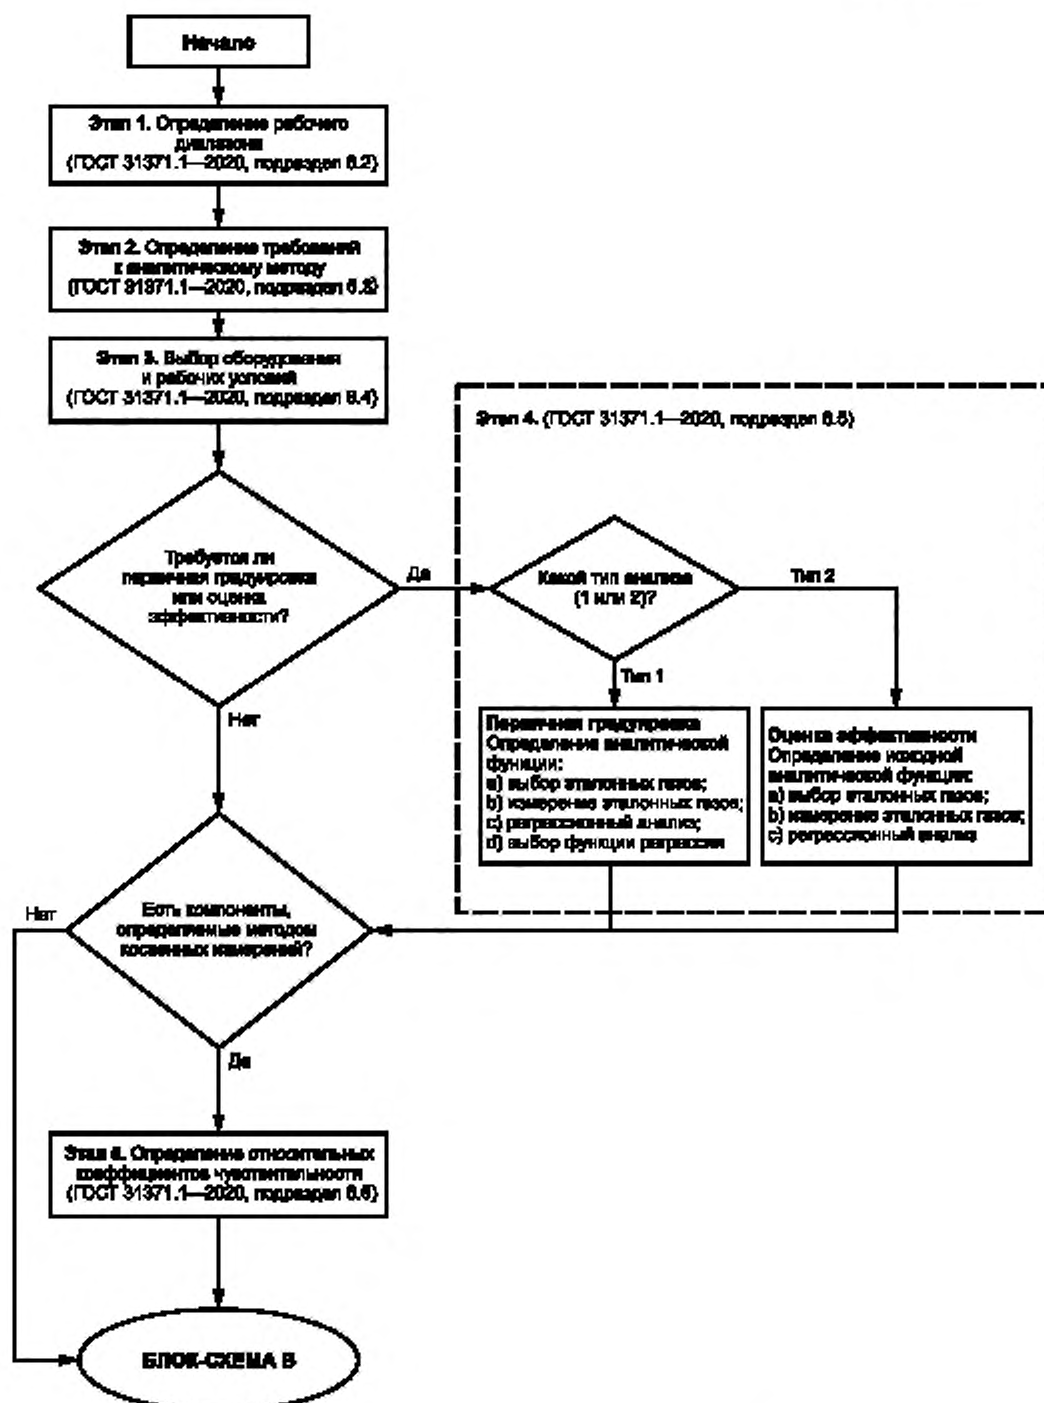 Начало
Этап 1. Определение рабочего
диапазона
(ГОСТ 31371.1—2020, подраздел 6.2)
Этап 2. Определение требований
к аналитическому методу
(ГОСТ 31371.1—2020, подраздел 6.3)
Этап 3. Выбор оборудования
и рабочих условий
(ГОСТ 31371.1—2020, подраздел 6.4)
Этап 4. (ГОСТ 31371.1—2020, подраздел 6.5)
Требуется ли
первичная градуировка
или оценка
эффективности?
Да
Какой тип анализа
(1 или 2)?
Тип 2
Тип 1
Нет
Первичная градуировка
Определение аналитической
функции:
a) выбор эталонных газов;
b) измерение эталонных газов;
c) регрессионный анализ;
d) выбор функции регрессии
Оценка эффективности
Определение исходной
аналитической функции:
a) выбор эталонных газов;
b) измерение эталонных газов;
c) регрессионный анализ
Нет
Есть компоненты,
определяемые методом
косвенных измерений?
Да
Этап 5. Определение относительных
коэффициентов чувствительности
(ГОСТ 31371.1—2020, подраздел 6.6)
БЛОК-СХЕМА В